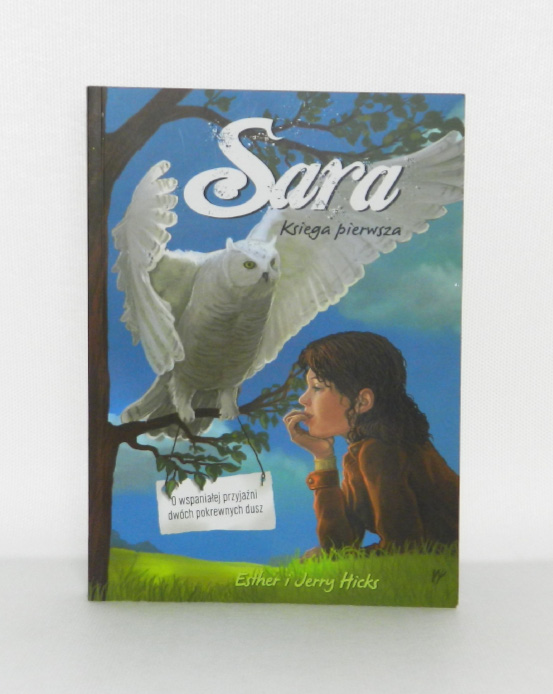 Sara
Księga pierwsza
O wspaniałej przyjaźni
dwóch pokrewnych dusz
Esther i Jerry Hicks